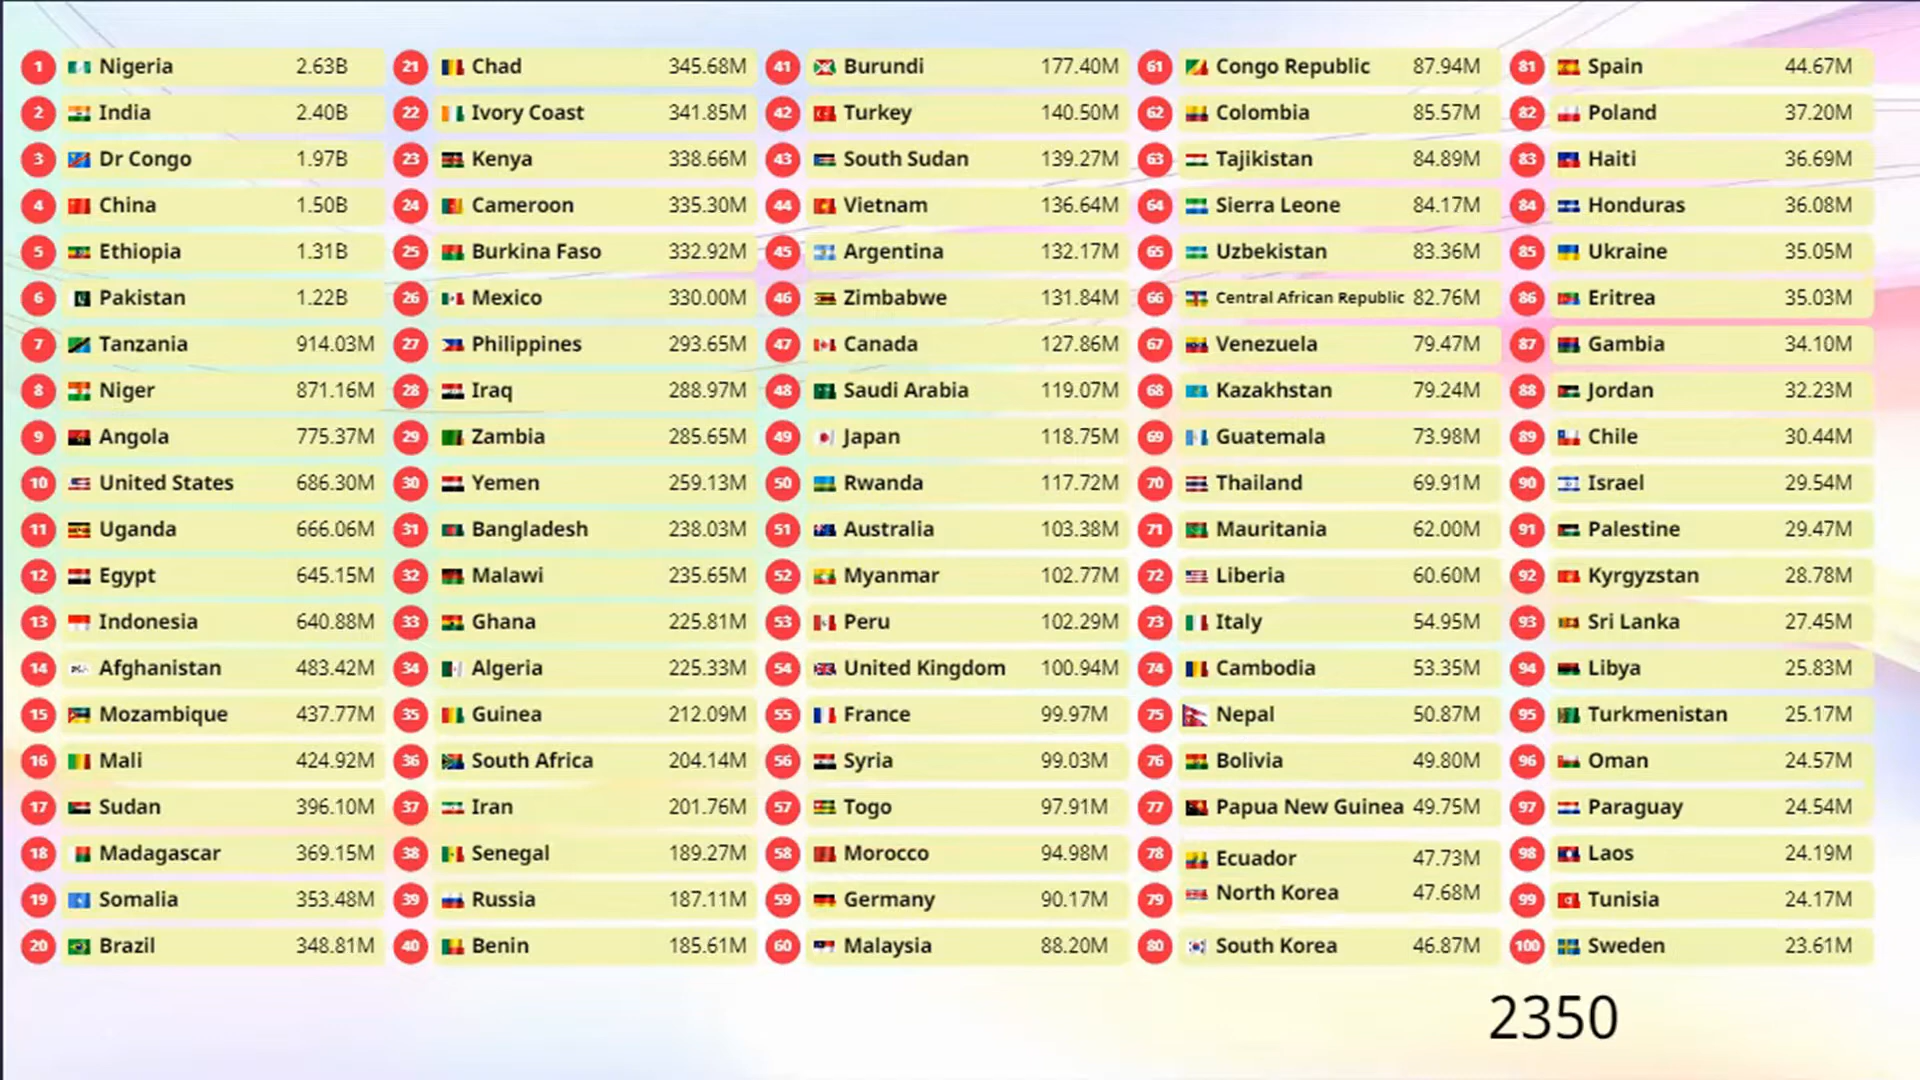 1 Nigeria 2.63B
2 India 2.40B
3 Dr Congo 1.97B
4 China 1.50B
5 Ethiopia 1.31B
6 Pakistan 1.22B
7 Tanzania 914.03M
8 Niger 871.16M
9 Angola 775.37M
10 United States 686.30M
11 Uganda 666.06M
12 Egypt 645.15M
13 Indonesia 640.88M
14 Afghanistan 483.42M
15 Mozambique 437.77M
16 Mali 424.92M
17 Sudan 396.10M
18 Madagascar 369.15M
19 Somalia 353.48M
20 Brazil 348.81M
21 Chad 345.68M
22 Ivory Coast 341.85M
23 Kenya 338.66M
24 Cameroon 335.30M
25 Burkina Faso 332.92M
26 Mexico 330.00M
27 Philippines 293.65M
28 Iraq 288.97M
29 Zambia 285.65M
30 Yemen 259.13M
31 Bangladesh 238.03M
32 Malawi 235.65M
33 Ghana 225.81M
34 Algeria 225.33M
35 Guinea 212.09M
36 South Africa 204.14M
37 Iran 201.76M
38 Senegal 189.27M
39 Russia 187.11M
40 Benin 185.61M
41 Burundi 177.40M
42 Turkey 140.50M
43 South Sudan 139.27M
44 Vietnam 136.64M
45 Argentina 132.17M
46 Zimbabwe 131.84M
47 Canada 127.86M
48 Saudi Arabia 119.07M
49 Japan 118.75M
50 Rwanda 117.72M
51 Australia 103.38M
52 Myanmar 102.77M
53 Peru 102.29M
54 United Kingdom 100.94M
55 France 99.97M
56 Syria 99.03M
57 Togo 97.91M
58 Morocco 94.98M
59 Germany 90.17M
60 Malaysia 88.20M
61 Congo Republic 87.94M
62 Colombia 85.57M
63 Tajikistan 84.89M
64 Sierra Leone 84.17M
65 Uzbekistan 83.36M
66 Central African Republic 82.76M
67 Venezuela 79.47M
68 Kazakhstan 79.24M
69 Guatemala 73.98M
70 Thailand 69.91M
71 Mauritania 62.00M
72 Liberia 60.60M
73 Italy 54.95M
74 Cambodia 53.35M
75 Nepal 50.87M
76 Bolivia 49.80M
77 Papua New Guinea 49.75M
78 Ecuador 47.73M
79 North Korea 47.68M
80 South Korea 46.87M
81 Spain 44.67M
82 Poland 37.20M
83 Haiti 36.69M
84 Honduras 36.08M
85 Ukraine 35.05M
86 Eritrea 35.03M
87 Gambia 34.10M
88 Jordan 32.23M
89 Chile 30.44M
90 Israel 29.54M
91 Palestine 29.47M
92 Kyrgyzstan 28.78M
93 Sri Lanka 27.45M
94 Libya 25.83M
95 Turkmenistan 25.17M
96 Oman 24.57M
97 Paraguay 24.54M
98 Laos 24.19M
99 Tunisia 24.17M
100 Sweden 23.61M
2350